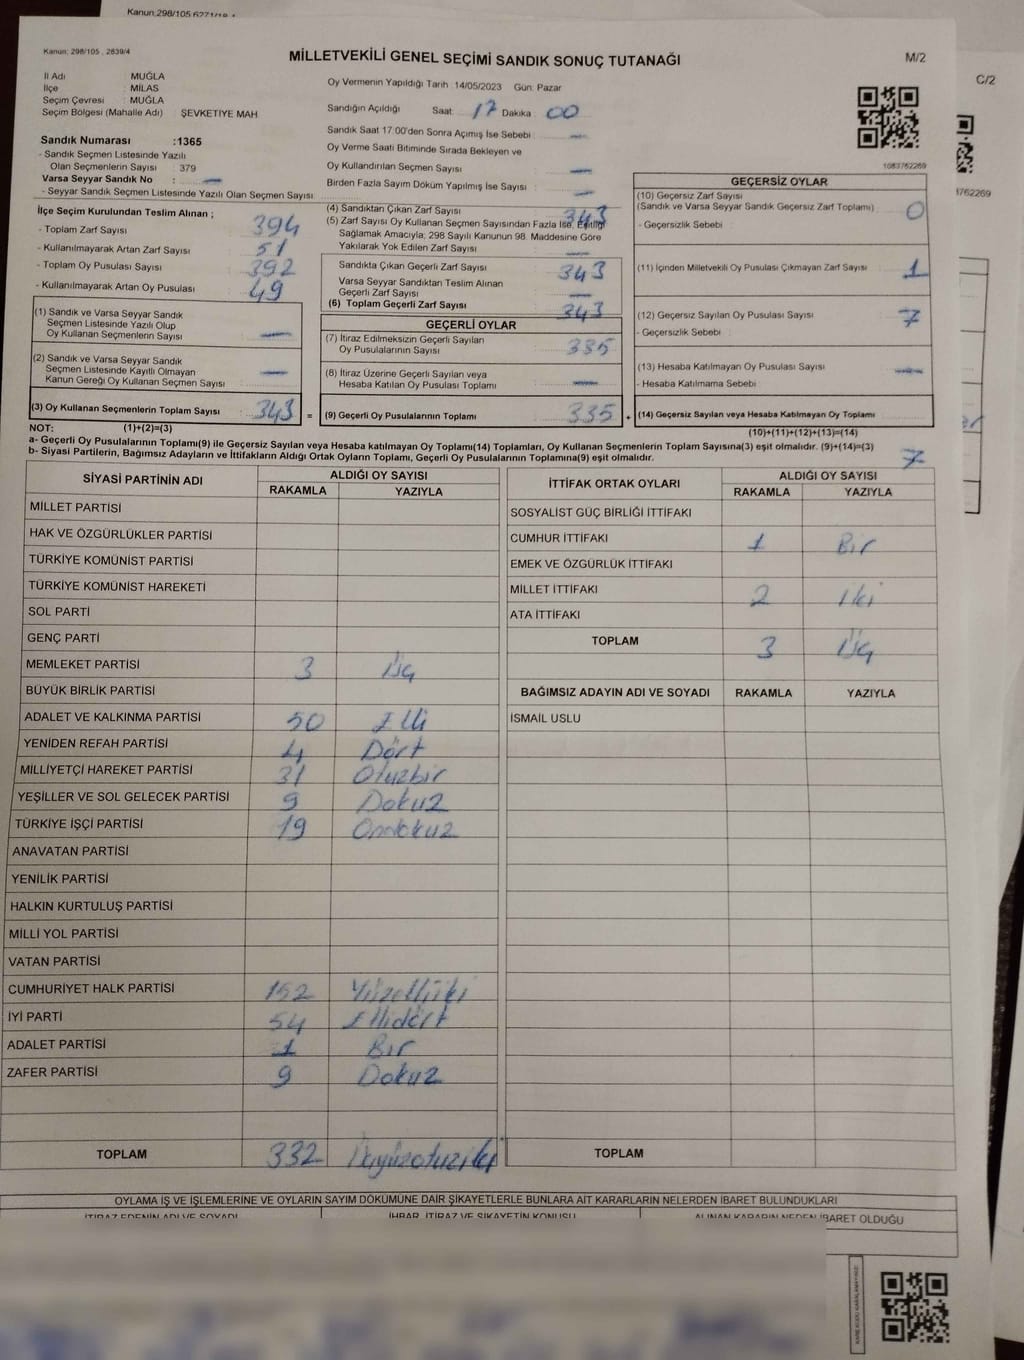 Kanun:298/105 6271/18
Kanun: 298/105 , 2839/4
MİLLETVEKİLİ GENEL SEÇİMİ SANDIK SONUÇ TUTANAĞI
M/2
C/2
İl Adı MUĞLA
İlçe MİLAS
Seçim Çevresi : MUĞLA
Seçim Bölgesi (Mahalle Adı) ŞEVKETİYE MAH
Sandık Numarası :1365
- Sandık Seçmen Listesinde Yazılı
Olan Seçmenlerin Sayısı : 379
Varsa Seyyar Sandık No : —
- Seyyar Sandık Seçmen Listesinde Yazılı Olan Seçmen Sayısı
Oy Vermenin Yapıldığı Tarih : 14/05/2023 Gün: Pazar
Sandığın Açıldığı Saat: 17 Dakika 00
Sandık Saat 17:00'den Sonra Açımış İse Sebebi : —
Oy Verme Saati Bitiminde Sırada Bekleyen ve
Oy Kullandırılan Seçmen Sayısı : —
Birden Fazla Sayım Döküm Yapılmış İse Sayısı : —
1083762269
İlçe Seçim Kurulundan Teslim Alınan ;
- Toplam Zarf Sayısı : 394
- Kullanılmayarak Artan Zarf Sayısı : 51
- Toplam Oy Pusulası Sayısı : 392
- Kullanılmayarak Artan Oy Pusulası : 49
(1) Sandık ve Varsa Seyyar Sandık
Seçmen Listesinde Yazılı Olup
Oy Kullanan Seçmenlerin Sayısı : —
(2) Sandık ve Varsa Seyyar Sandık
Seçmen Listesinde Kayıtlı Olmayan
Kanun Gereği Oy Kullanan Seçmen Sayısı : —
(3) Oy Kullanan Seçmenlerin Toplam Sayısı : 343 =
(4) Sandıktan Çıkan Zarf Sayısı : 343
(5) Zarf Sayısı Oy Kullanan Seçmen Sayısından Fazla İse, Eşitliği
Sağlamak Amacıyla; 298 Sayılı Kanunun 98. Maddesine Göre
Yakılarak Yok Edilen Zarf Sayısı : —
Sandıkta Çıkan Geçerli Zarf Sayısı : 343
Varsa Seyyar Sandıktan Teslim Alınan
Geçerli Zarf Sayısı : —
(6) Toplam Geçerli Zarf Sayısı : 343
GEÇERLİ OYLAR
(7) İtiraz Edilmeksizin Geçerli Sayılan
Oy Pusulalarının Sayısı : 335
(8) İtiraz Üzerine Geçerli Sayılan veya
Hesaba Katılan Oy Pusulası Toplamı : —
(9) Geçerli Oy Pusulalarının Toplamı : 335 +
GEÇERSİZ OYLAR
(10) Geçersiz Zarf Sayısı
(Sandık ve Varsa Seyyar Sandık Geçersiz Zarf Toplamı) : 0
- Geçersizlik Sebebi :
(11) İçinden Milletvekili Oy Pusulası Çıkmayan Zarf Sayısı : 1
(12) Geçersiz Sayılan Oy Pusulası Sayısı : 7
- Geçersizlik Sebebi :
(13) Hesaba Katılmayan Oy Pusulası Sayısı : —
- Hesaba Katılmama Sebebi :
(14) Geçersiz Sayılan veya Hesaba Katılmayan Oy Toplamı :
NOT: (1)+(2)=(3)
(10)+(11)+(12)+(13)=(14)
a- Geçerli Oy Pusulalarının Toplamı(9) ile Geçersiz Sayılan veya Hesaba katılmayan Oy Toplamı(14) Toplamları, Oy Kullanan Seçmenlerin Toplam Sayısına(3) eşit olmalıdır. (9)+(14)=(3)
b- Siyasi Partilerin, Bağımsız Adayların ve İttifakların Aldığı Ortak Oyların Toplamı, Geçerli Oy Pusulalarının Toplamına(9) eşit olmalıdır.
7
SİYASİ PARTİNİN ADI ALDIĞI OY SAYISI
RAKAMLA YAZIYLA
MİLLET PARTİSİ
HAK VE ÖZGÜRLÜKLER PARTİSİ
TÜRKİYE KOMÜNİST PARTİSİ
TÜRKİYE KOMÜNİST HAREKETİ
SOL PARTİ
GENÇ PARTİ
MEMLEKET PARTİSİ 3 Üç
BÜYÜK BİRLİK PARTİSİ
ADALET VE KALKINMA PARTİSİ 50 Elli
YENİDEN REFAH PARTİSİ 4 Dört
MİLLİYETÇİ HAREKET PARTİSİ 31 Otuzbir
YEŞİLLER VE SOL GELECEK PARTİSİ 9 Dokuz
TÜRKİYE İŞÇİ PARTİSİ 19 Ondokuz
ANAVATAN PARTİSİ
YENİLİK PARTİSİ
HALKIN KURTULUŞ PARTİSİ
MİLLİ YOL PARTİSİ
VATAN PARTİSİ
CUMHURİYET HALK PARTİSİ 152 Yüzelliiki
İYİ PARTİ 54 Ellidört
ADALET PARTİSİ 1 Bir
ZAFER PARTİSİ 9 Dokuz
TOPLAM 332 Üçyüzotuziki
İTTİFAK ORTAK OYLARI ALDIĞI OY SAYISI
RAKAMLA YAZIYLA
SOSYALİST GÜÇ BİRLİĞİ İTTİFAKI
CUMHUR İTTİFAKI 1 Bir
EMEK VE ÖZGÜRLÜK İTTİFAKI
MİLLET İTTİFAKI 2 İki
ATA İTTİFAKI
TOPLAM 3 Üç
BAĞIMSIZ ADAYIN ADI VE SOYADI RAKAMLA YAZIYLA
İSMAİL USLU
TOPLAM
OYLAMA İŞ VE İŞLEMLERİNE VE OYLARIN SAYIM DÖKÜMÜNE DAİR ŞİKAYETLERLE BUNLARA AİT KARARLARIN NELERDEN İBARET BULUNDUKLARI
İTİRAZ EDENİN ADI VE SOYADI İHBAR, İTİRAZ VE ŞİKAYETİN KONUSU ALINAN KARARIN NEDEN İBARET OLDUĞU